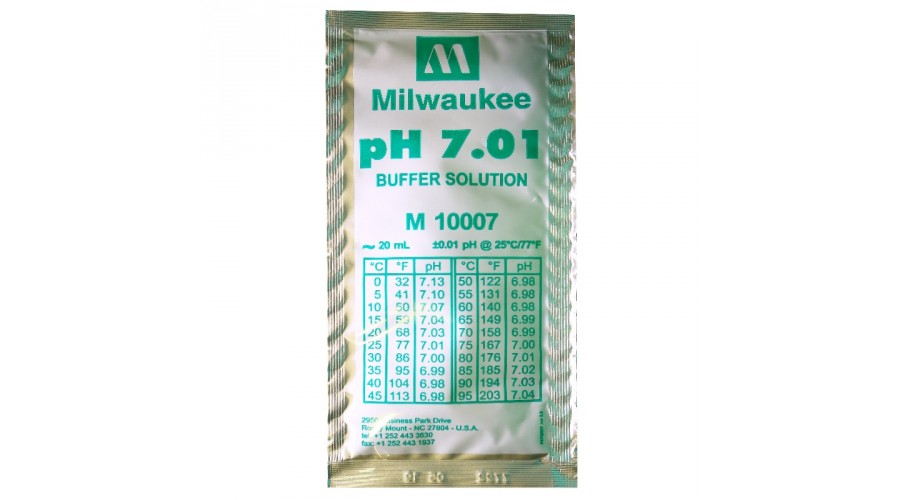 Milwaukee
pH 7.01
BUFFER SOLUTION
M 10007
~ 20 mL ±0.01 pH @ 25°C/77°F
°C °F pH °C °F pH
0 32 7.13 50 122 6.98
5 41 7.10 55 131 6.98
10 50 7.07 60 140 6.98
15 59 7.04 65 149 6.99
20 68 7.03 70 158 6.99
25 77 7.01 75 167 7.00
30 86 7.00 80 176 7.01
35 95 6.99 85 185 7.02
40 104 6.98 90 194 7.03
45 113 6.98 95 203 7.04
2950 Business Park Drive
Rocky Mount - NC 27804 - U.S.A.
tel: +1 252 443 3630
fax: +1 252 443 1937